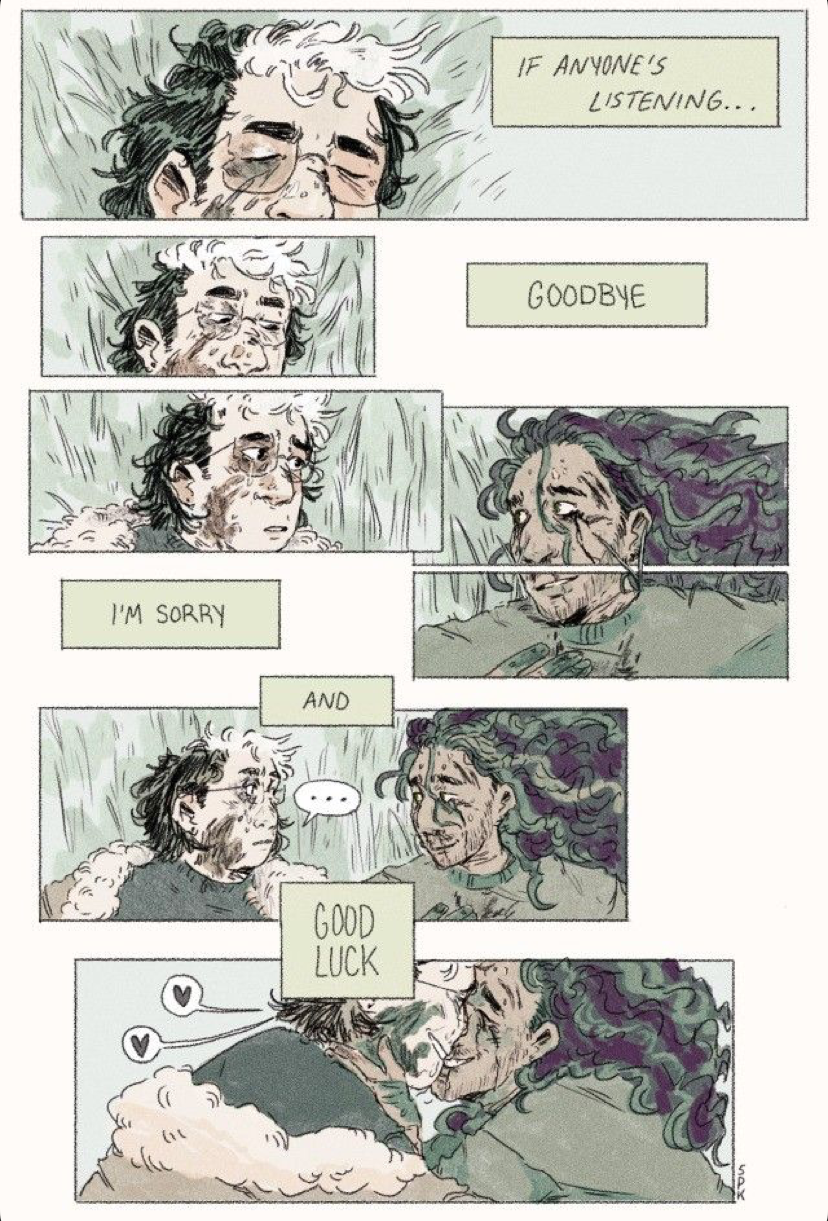 IF ANYONE'S
LISTENING...
GOODBYE
I'M SORRY
AND
...
GOOD
LUCK
SPK